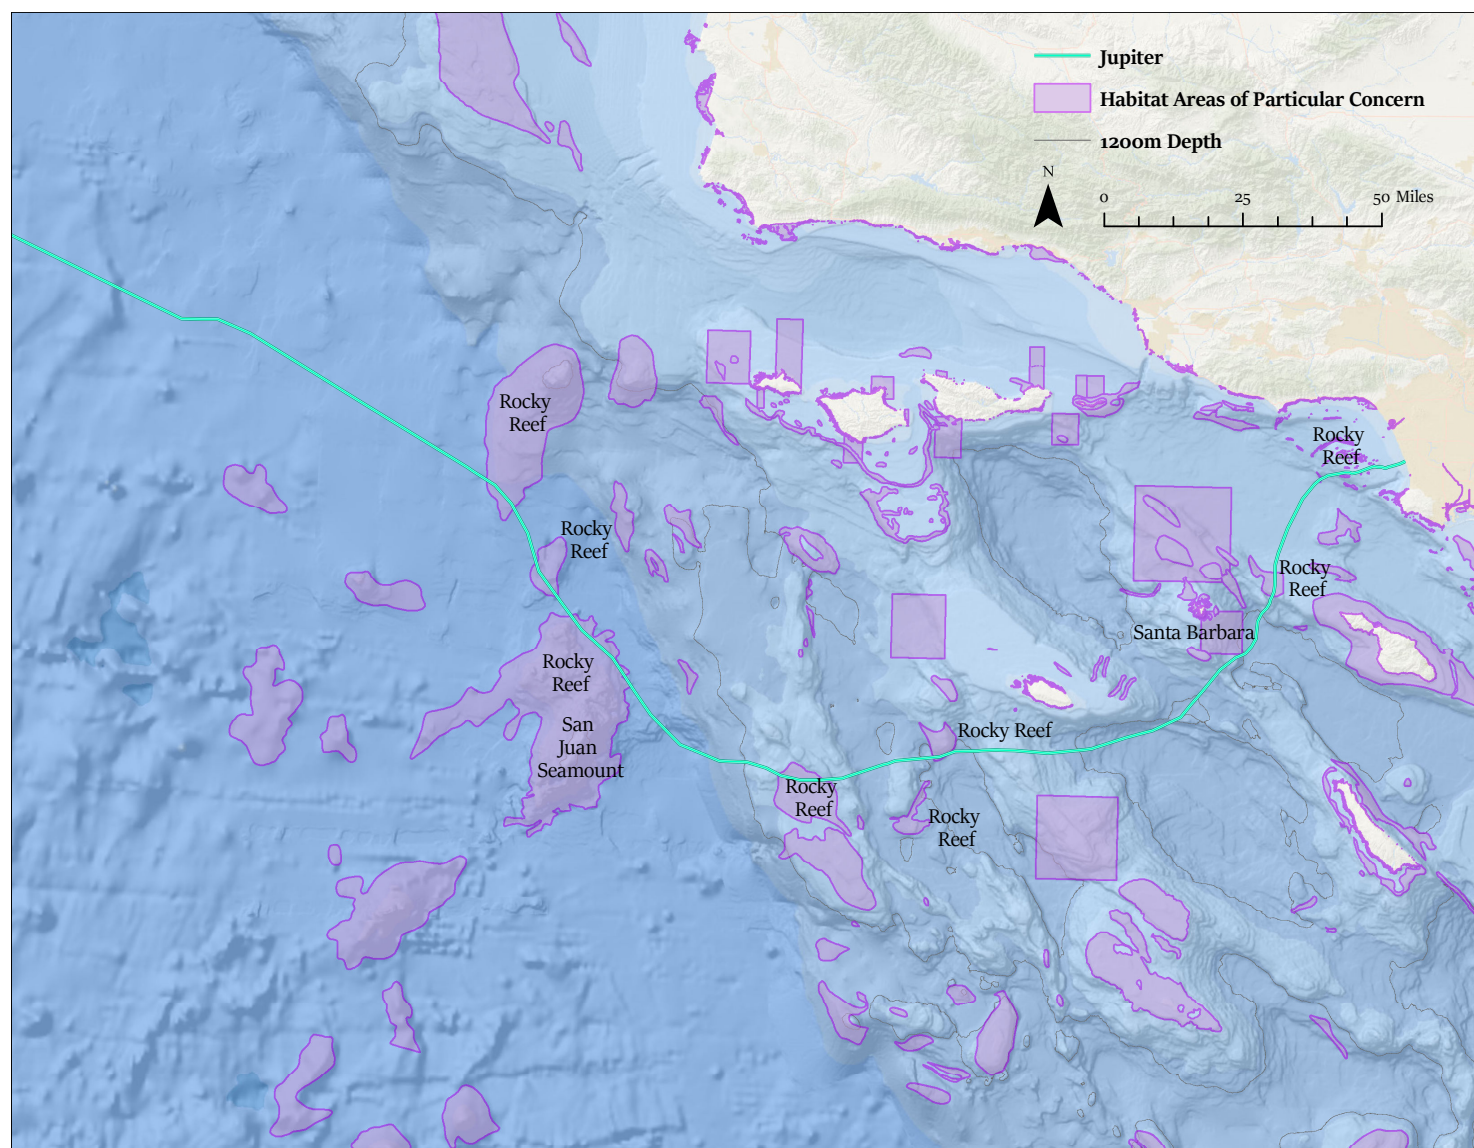 Jupiter
Habitat Areas of Particular Concern
1200m Depth
N
0 25 50 Miles
Rocky
Reef
Rocky
Reef
Rocky
Reef
Rocky
Reef
Santa Barbara
Rocky
Reef
San
Juan
Seamount
Rocky Reef
Rocky
Reef
Rocky
Reef